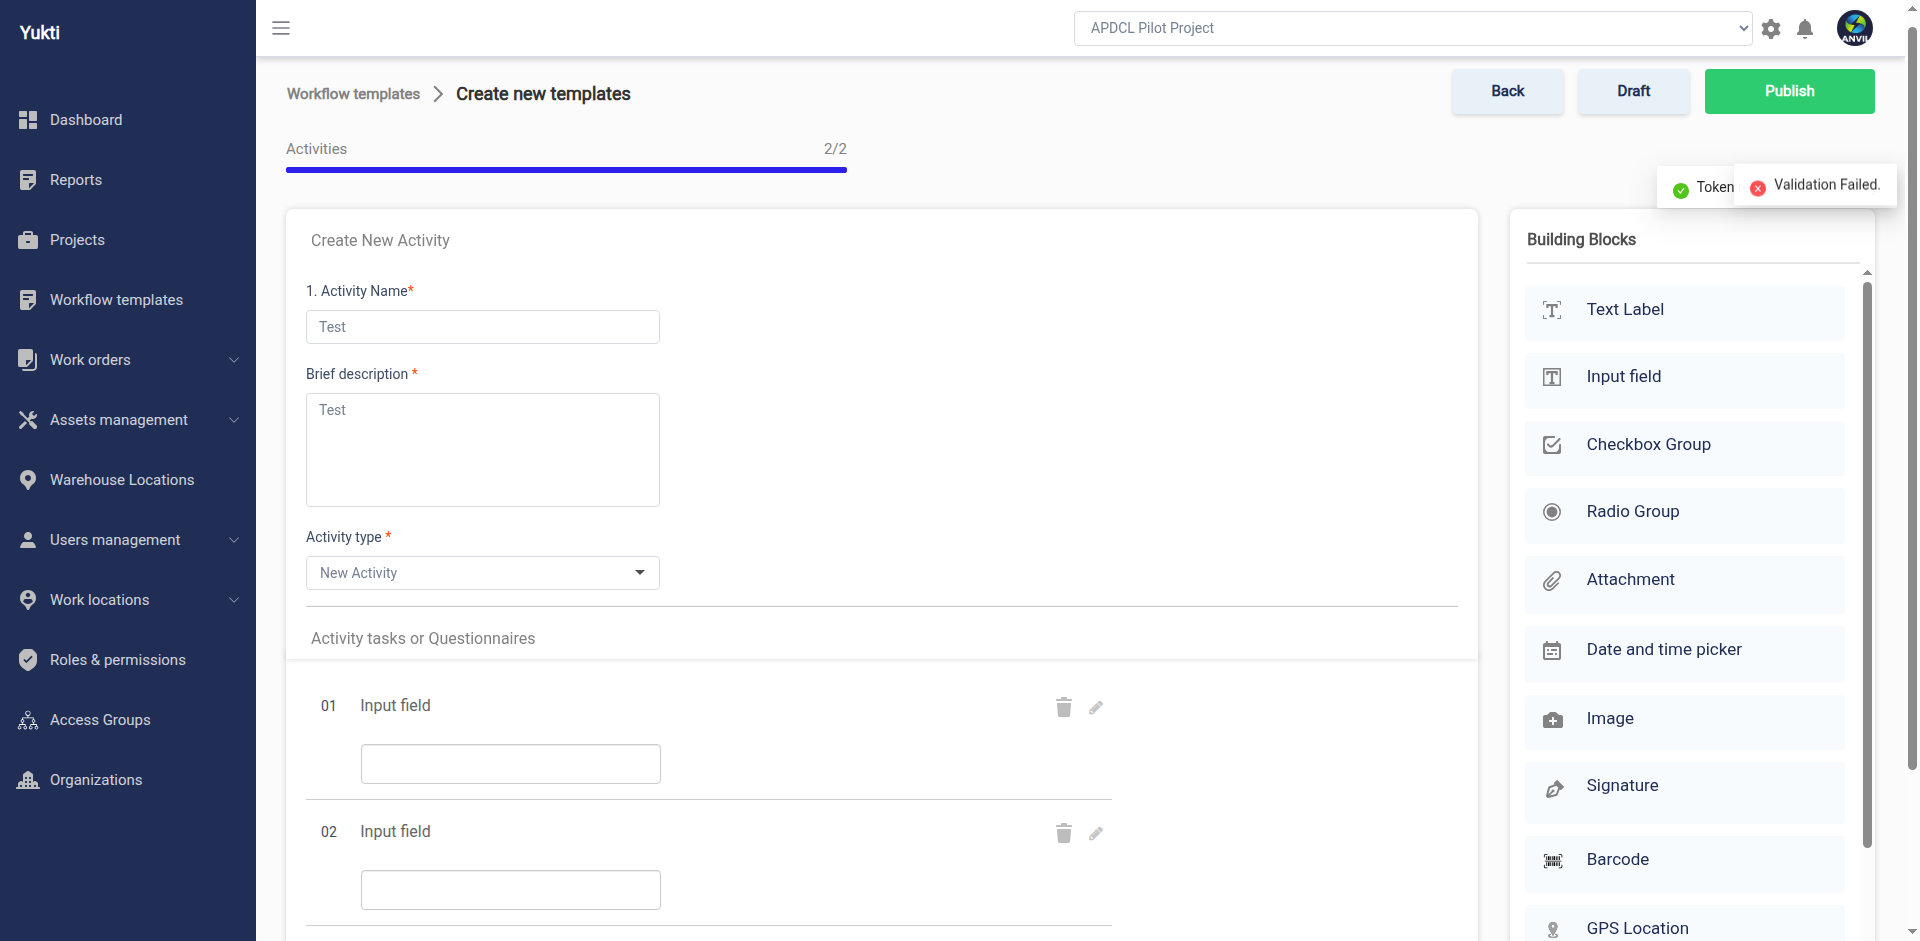 Yukti
APDCL Pilot Project
ANVIL
Dashboard
Reports
Projects
Workflow templates
Work orders
Assets management
Warehouse Locations
Users management
Work locations
Roles & permissions
Access Groups
Organizations
Workflow templates > Create new templates
Back
Draft
Publish
Activities 2/2
Token
Validation Failed.
Create New Activity
1. Activity Name*
Test
Brief description *
Test
Activity type *
New Activity
Activity tasks or Questionnaires
01 Input field
02 Input field
Building Blocks
Text Label
Input field
Checkbox Group
Radio Group
Attachment
Date and time picker
Image
Signature
Barcode
GPS Location